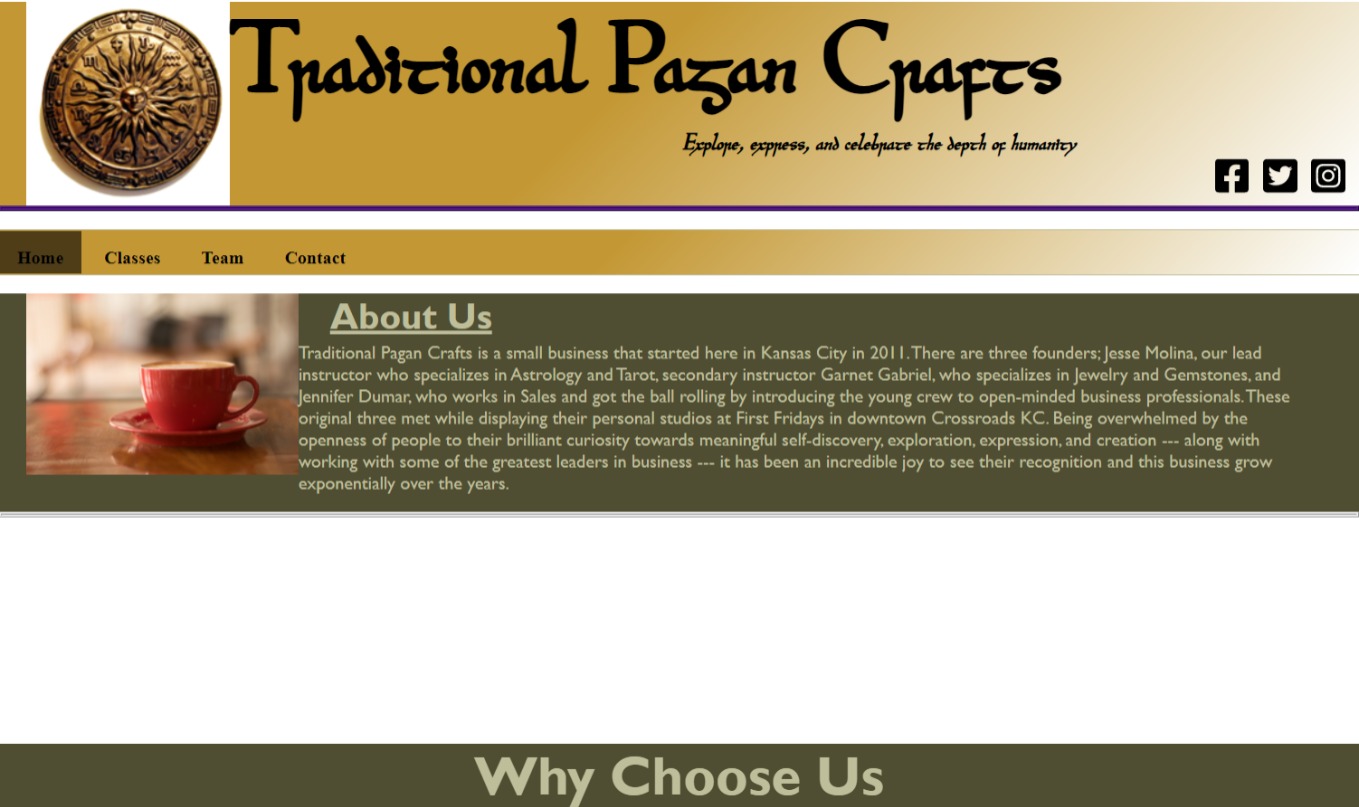 Traditional Pagan Crafts
Explore, express, and celebrate the depth of humanity
Home Classes Team Contact
About Us
Traditional Pagan Crafts is a small business that started here in Kansas City in 2011. There are three founders; Jesse Molina, our lead
instructor who specializes in Astrology and Tarot, secondary instructor Garnet Gabriel, who specializes in Jewelry and Gemstones, and
Jennifer Dumar, who works in Sales and got the ball rolling by introducing the young crew to open-minded business professionals. These
original three met while displaying their personal studios at First Fridays in downtown Crossroads KC. Being overwhelmed by the
openness of people to their brilliant curiosity towards meaningful self-discovery, exploration, expression, and creation --- along with
working with some of the greatest leaders in business --- it has been an incredible joy to see their recognition and this business grow
exponentially over the years.
Why Choose Us